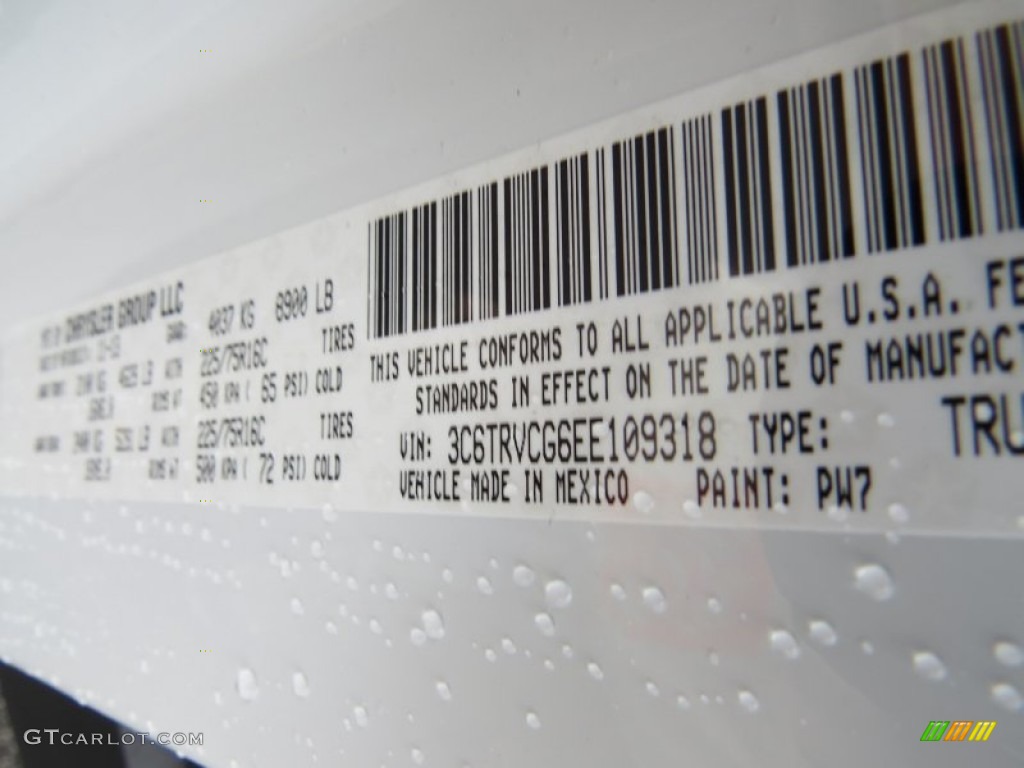 CHRYSLER GROUP LLC
4037 KG 8900 LB
225/75R16C TIRES
450 KPA ( 65 PSI) COLD
225/75R16C TIRES
500 KPA ( 72 PSI) COLD
THIS VEHICLE CONFORMS TO ALL APPLICABLE U.S.A. FE
STANDARDS IN EFFECT ON THE DATE OF MANUFAC
VIN: 3C6TRVCG6EE109318 TYPE: TRU
VEHICLE MADE IN MEXICO PAINT: PW7
GTCARLOT.COM